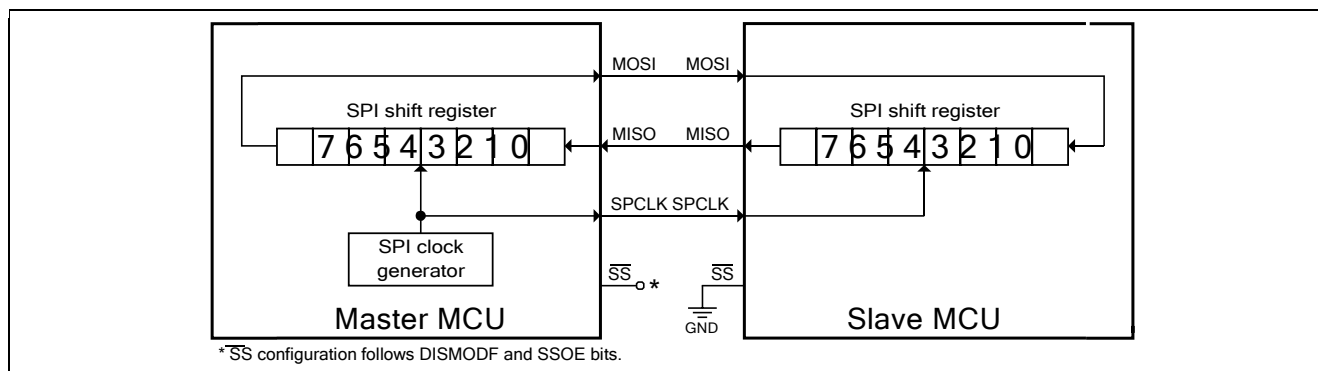 MOSI MOSI
SPI shift register SPI shift register
MISO MISO
7 6 5 4 3 2 1 0 7 6 5 4 3 2 1 0
SPCLK SPCLK
SPI clock
generator
SS * SS
GND
Master MCU Slave MCU
* SS configuration follows DISMODF and SSOE bits.